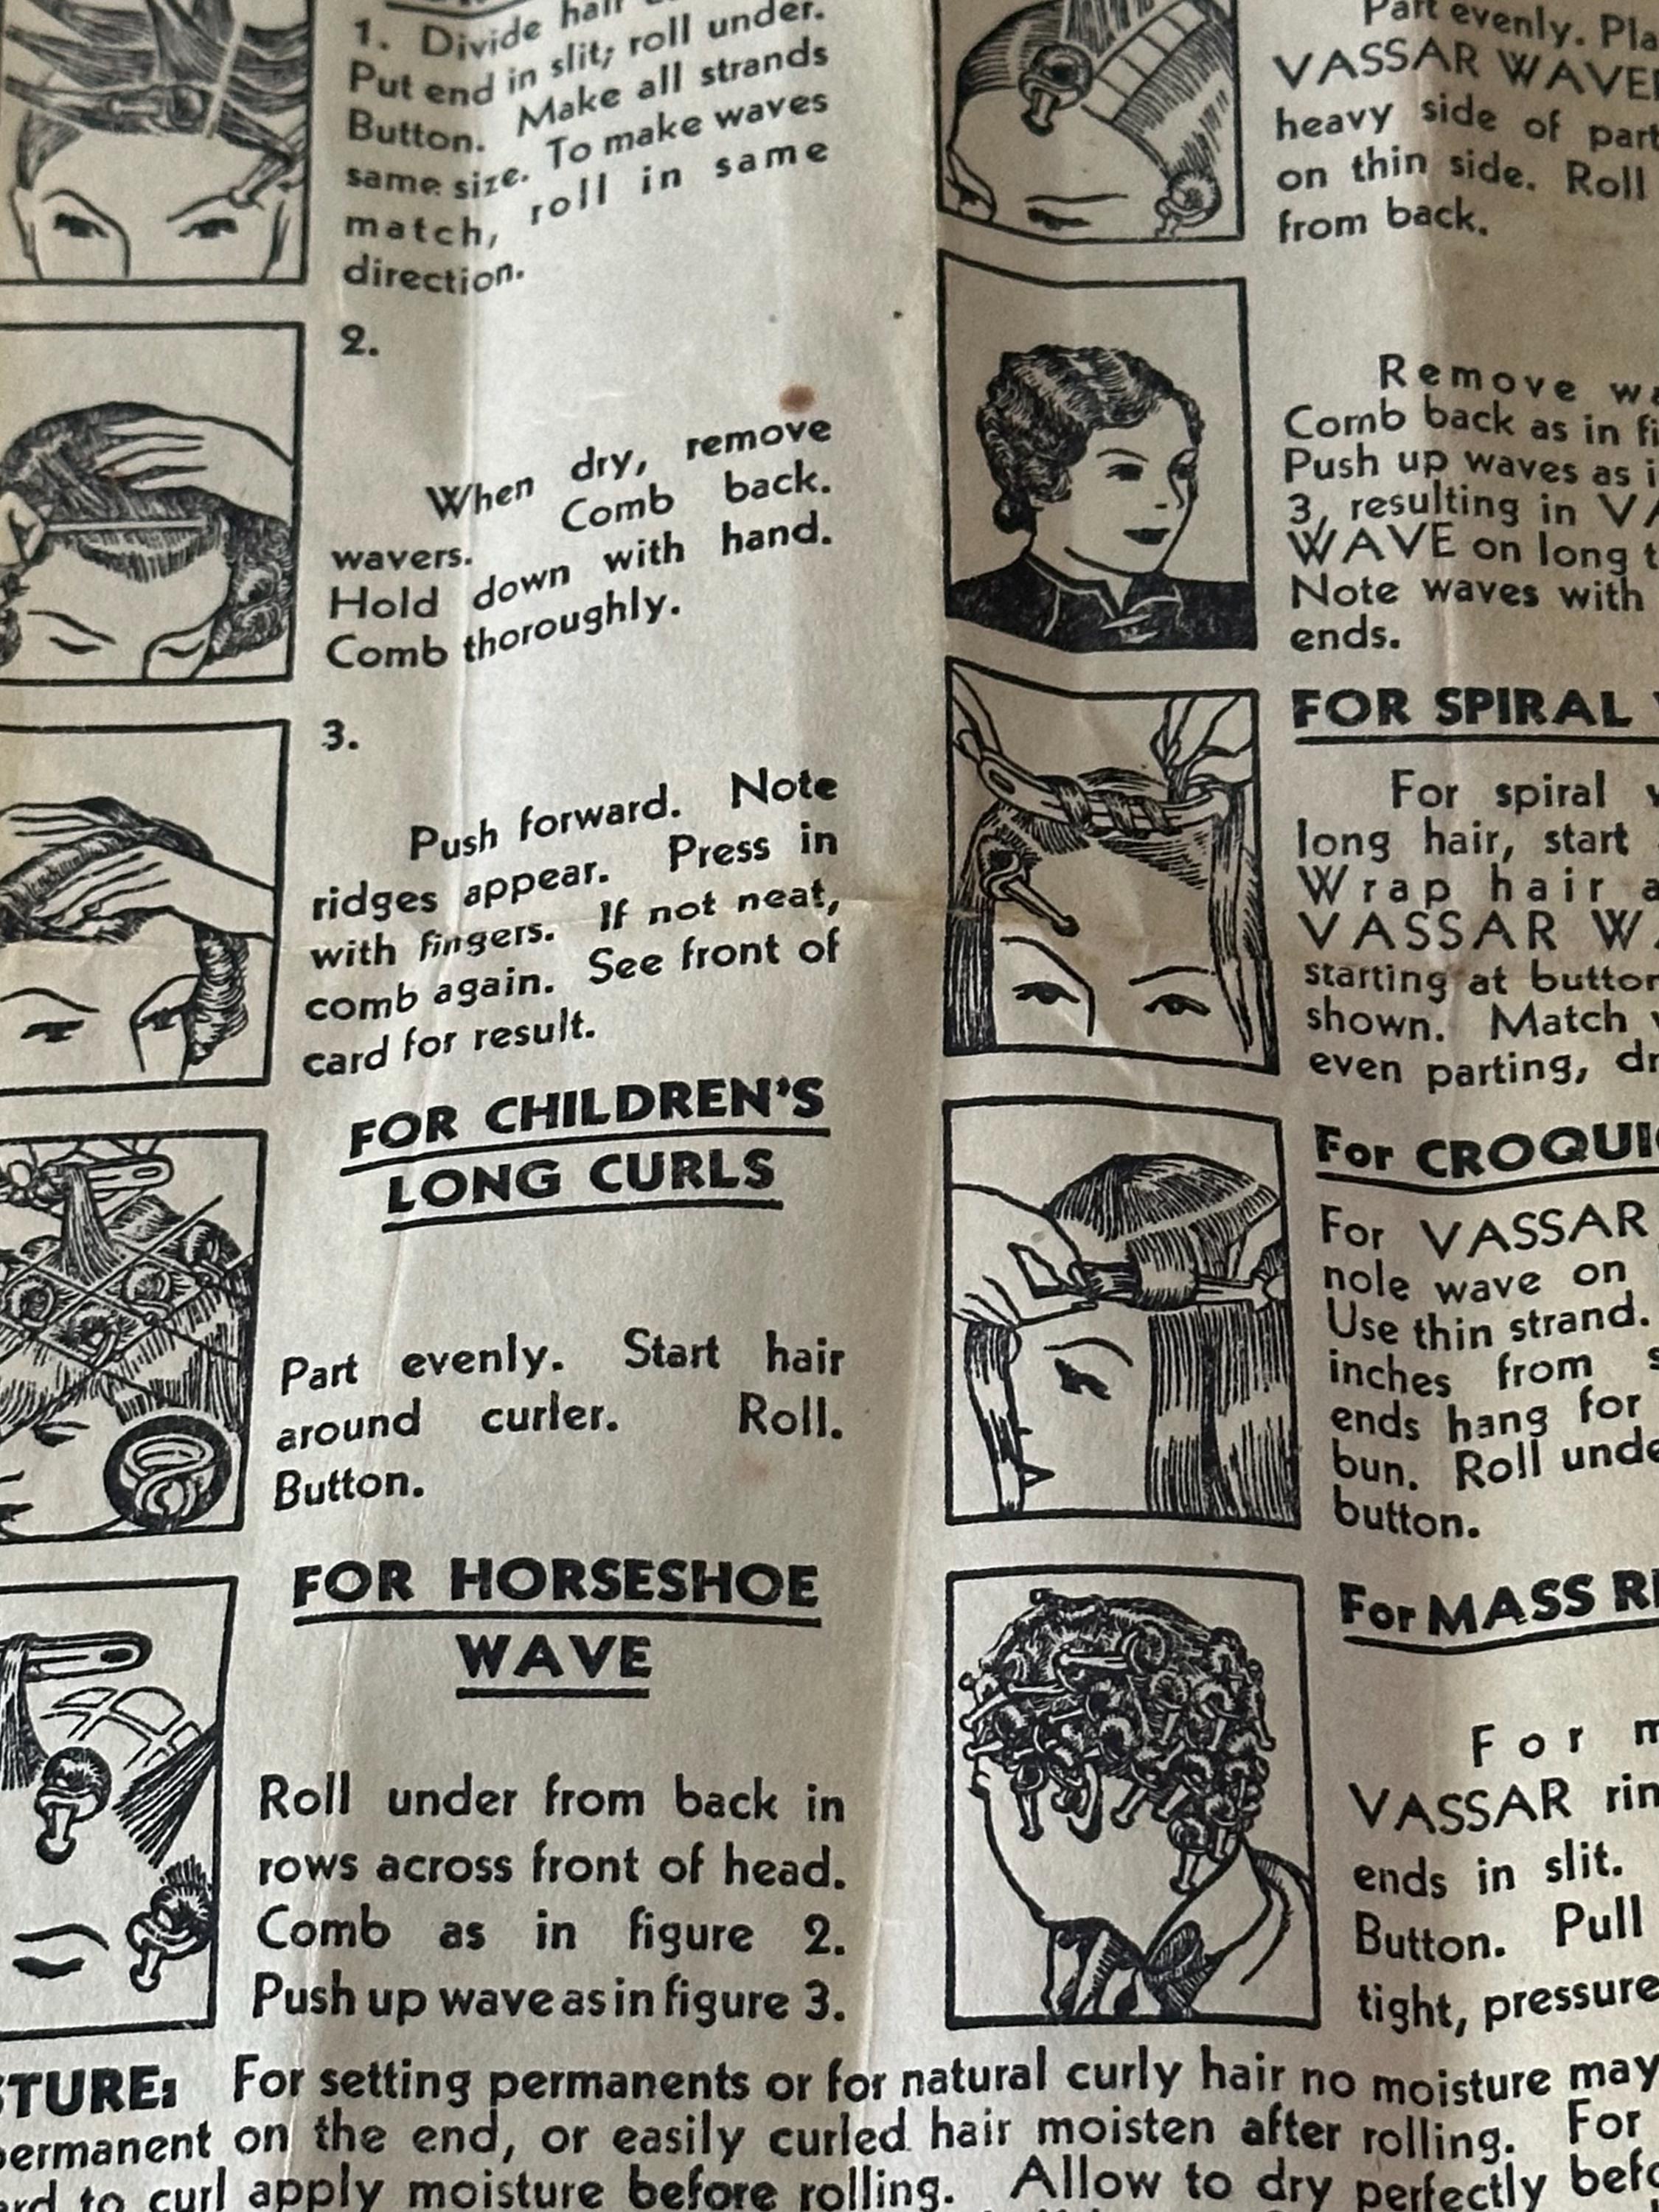 1. Divide hair
Put end in slit; roll under.
Button. Make all strands
same size. To make waves
match, roll in same
direction.
2.
When dry, remove
wavers. Comb back.
Hold down with hand.
Comb thoroughly.
3.
Push forward. Note
ridges appear. Press in
with fingers. If not neat,
comb again. See front of
card for result.
FOR CHILDREN'S
LONG CURLS
Part evenly. Start hair
around curler. Roll.
Button.
FOR HORSESHOE
WAVE
Roll under from back in
rows across front of head.
Comb as in figure 2.
Push up wave as in figure 3.
Part evenly.
VASSAR
heavy side of part
on thin side. Roll
from back.
Remove
Comb back as in
Push up waves as
3, resulting in
WAVE on long
Note waves with
ends.
FOR SPIRAL
For spiral
long hair, start
Wrap hair
VASSAR
starting at button
shown. Match
even parting,
For
For VASSAR
nole wave on
Use thin strand.
inches from
ends hang for
bun. Roll
button.
For MASS
For
VASSAR
ends in slit.
Button. Pull
tight, pressure
TURE: For setting permanents or for natural curly hair no moisture may
permanent on the end, or easily curled hair moisten after rolling. For
to curl apply moisture before rolling. Allow to dry perfectly